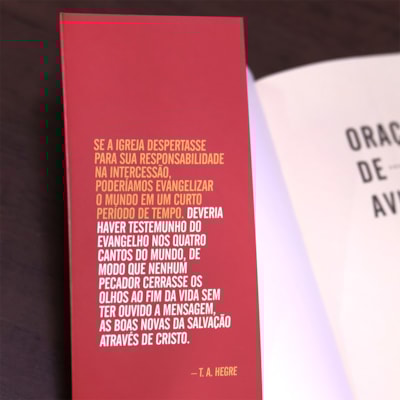 SE A IGREJA DESPERTASSE
PARA SUA RESPONSABILIDADE
NA INTERCESSÃO,
PODERÍAMOS EVANGELIZAR
O MUNDO EM UM CURTO
PERÍODO DE TEMPO. DEVERIA
HAVER TESTEMUNHO DO
EVANGELHO NOS QUATRO
CANTOS DO MUNDO, DE
MODO QUE NENHUM
PECADOR CERRASSE OS
OLHOS AO FIM DA VIDA SEM
TER OUVIDO A MENSAGEM,
AS BOAS NOVAS DA SALVAÇÃO
ATRAVÉS DE CRISTO.
– T. A. HEGRE
DE